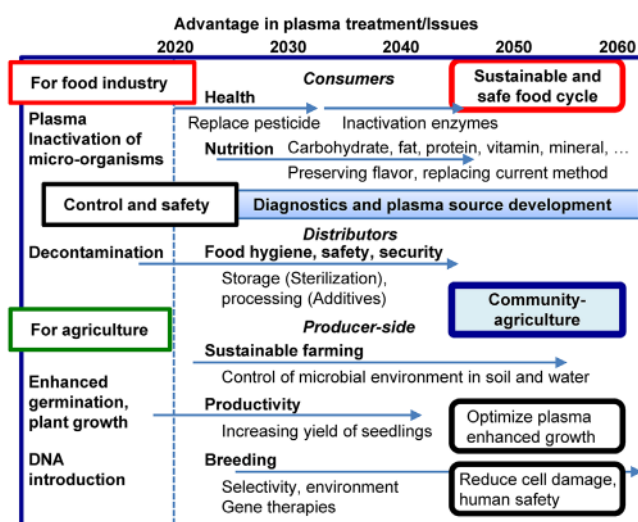 Advantage in plasma treatment/Issues
2020 2030 2040 2050 2060
For food industry
Consumers
Sustainable and
safe food cycle
Health
Plasma
Inactivation of
micro-organisms
Replace pesticide
Inactivation enzymes
Nutrition
Carbohydrate, fat, protein, vitamin, mineral, ...
Preserving flavor, replacing current method
Control and safety
Diagnostics and plasma source development
Distributors
Decontamination
Food hygiene, safety, security
Storage (Sterilization),
processing (Additives)
Community-
agriculture
For agriculture
Producer-side
Sustainable farming
Control of microbial environment in soil and water
Enhanced
germination,
plant growth
Productivity
Increasing yield of seedlings
Optimize plasma
enhanced growth
DNA
introduction
Breeding
Selectivity, environment
Gene therapies
Reduce cell damage,
human safety